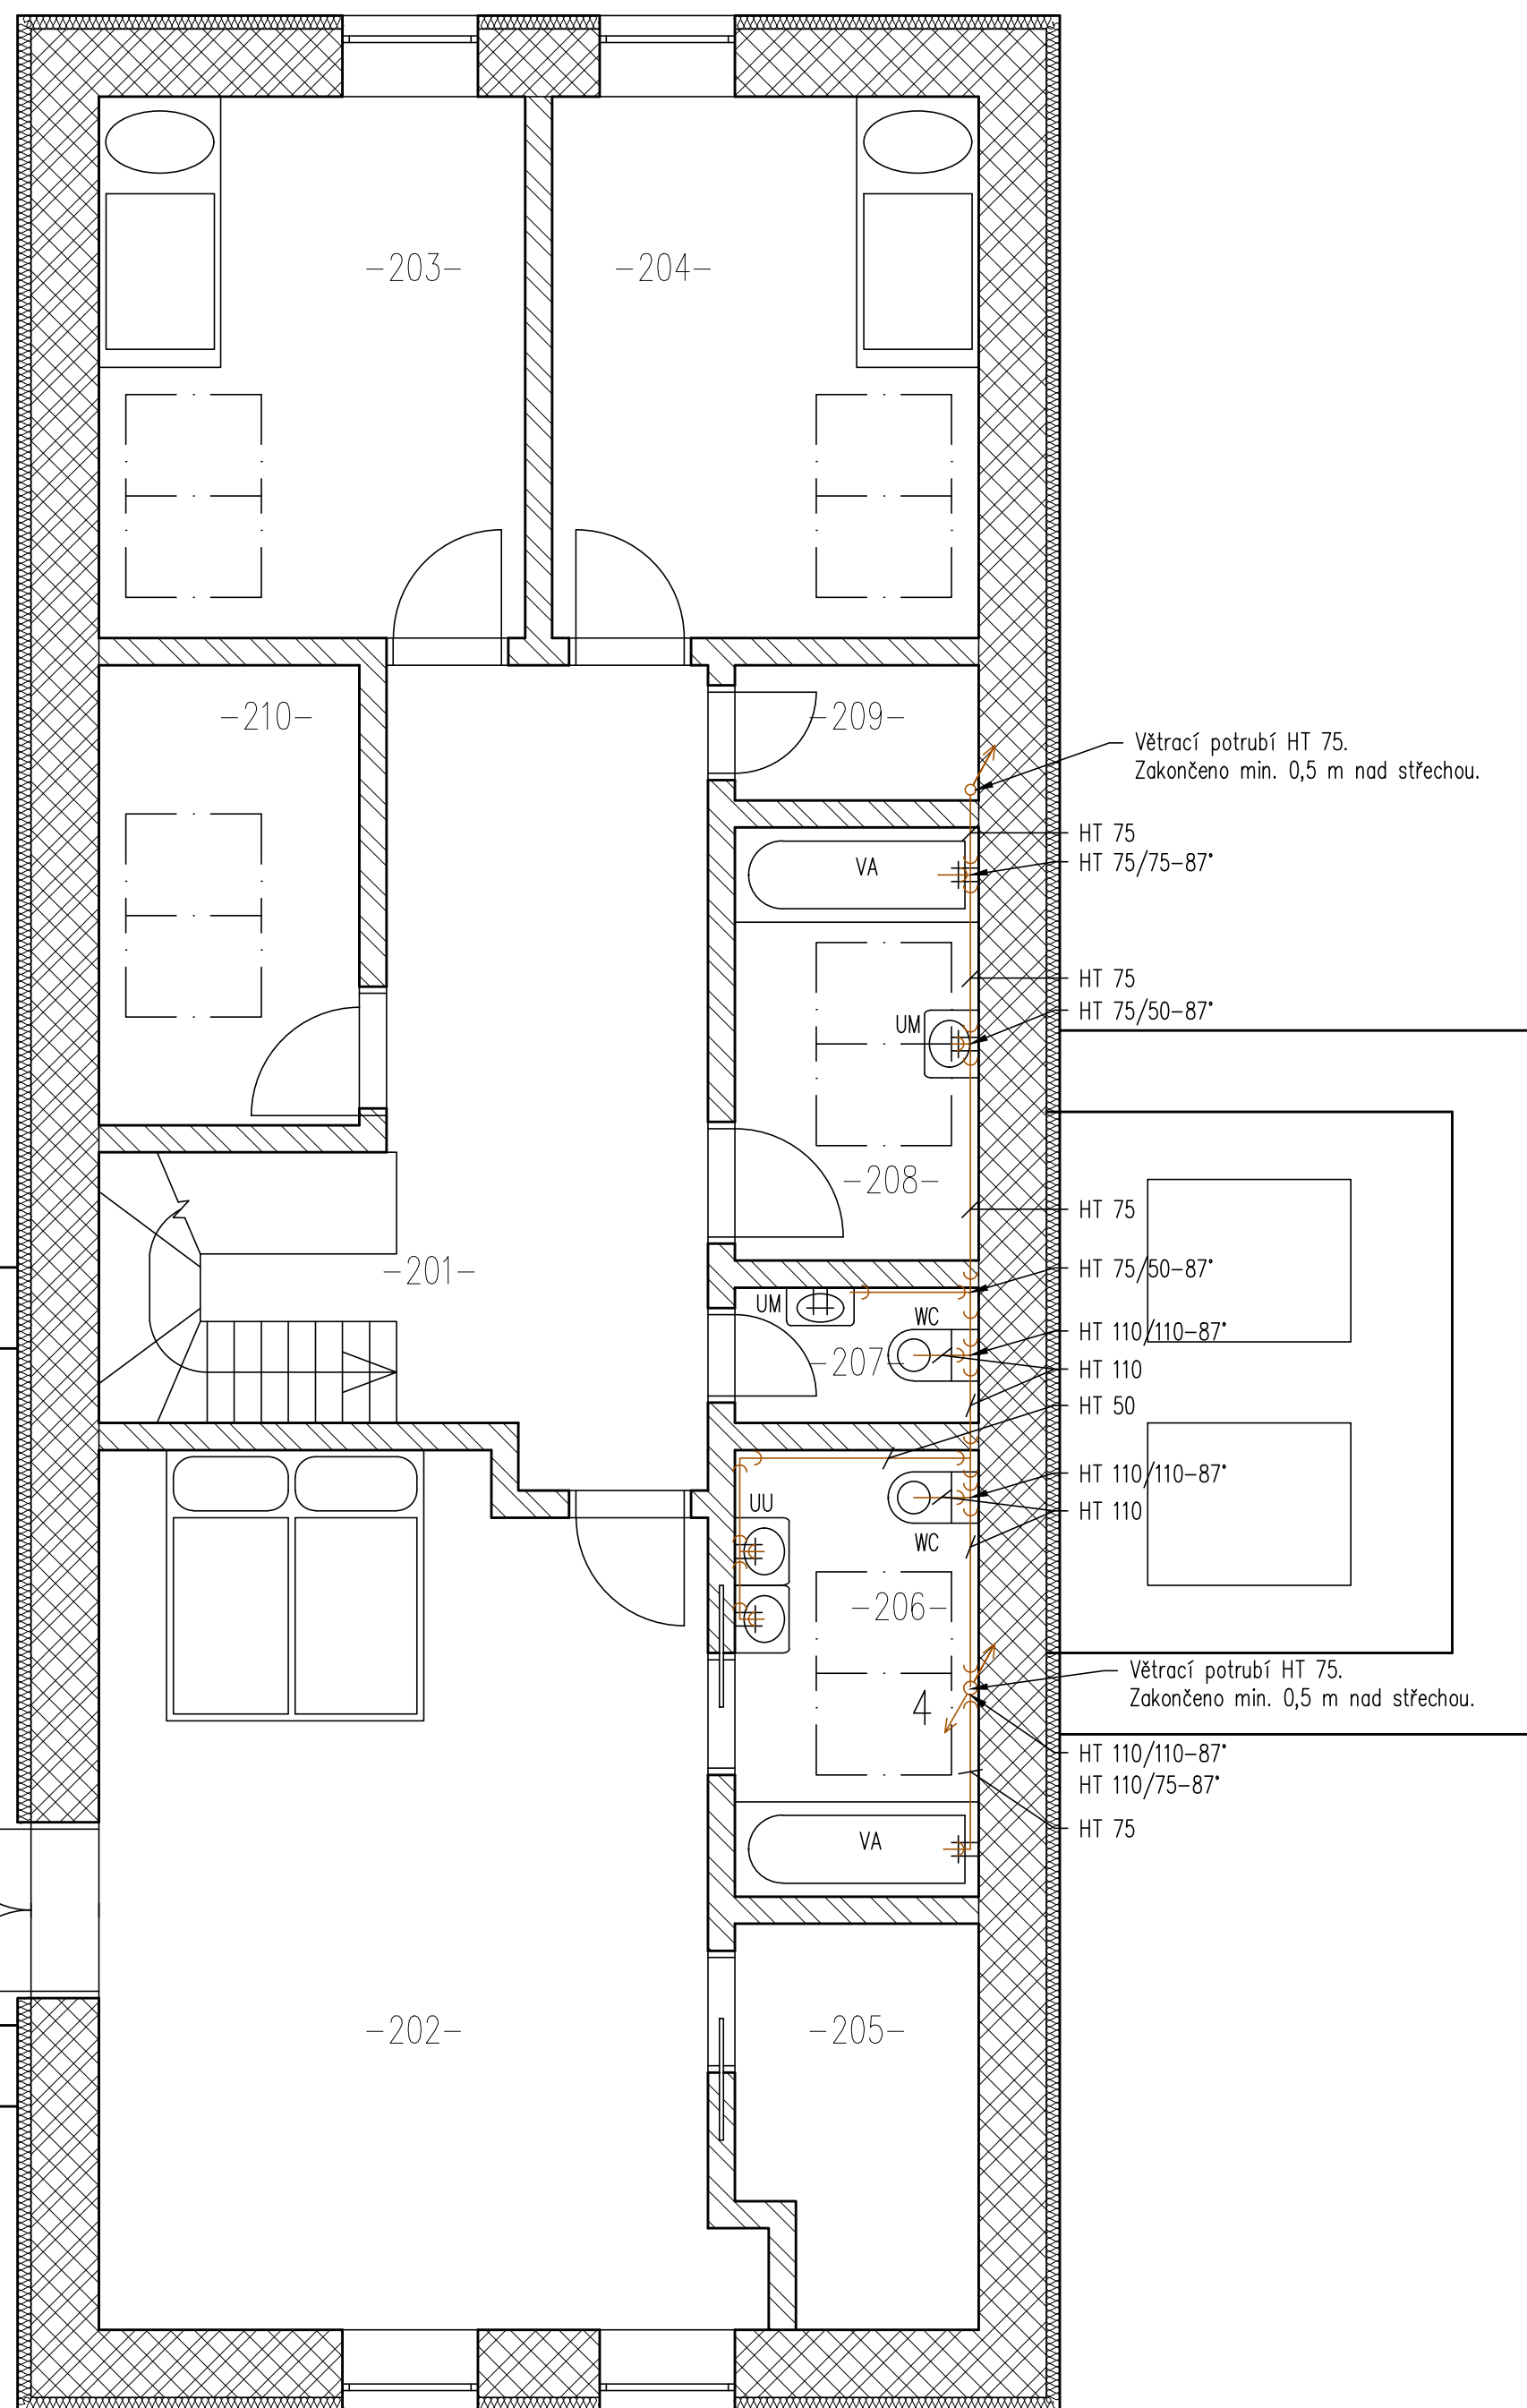 -203-
-204-
-210-
-209-
Větrací potrubí HT 75.
Zakončeno min. 0,5 m nad střechou.
HT 75
VA
HT 75/75-87°
HT 75
HT 75/50-87°
UM
-208-
HT 75
-201-
HT 75/50-87°
UM
WC
HT 110/110-87°
-207-
HT 110
HT 50
HT 110/110-87°
UU
HT 110
WC
-206-
Větrací potrubí HT 75.
Zakončeno min. 0,5 m nad střechou.
4
HT 110/110-87°
HT 110/75-87°
HT 75
VA
-202-
-205-